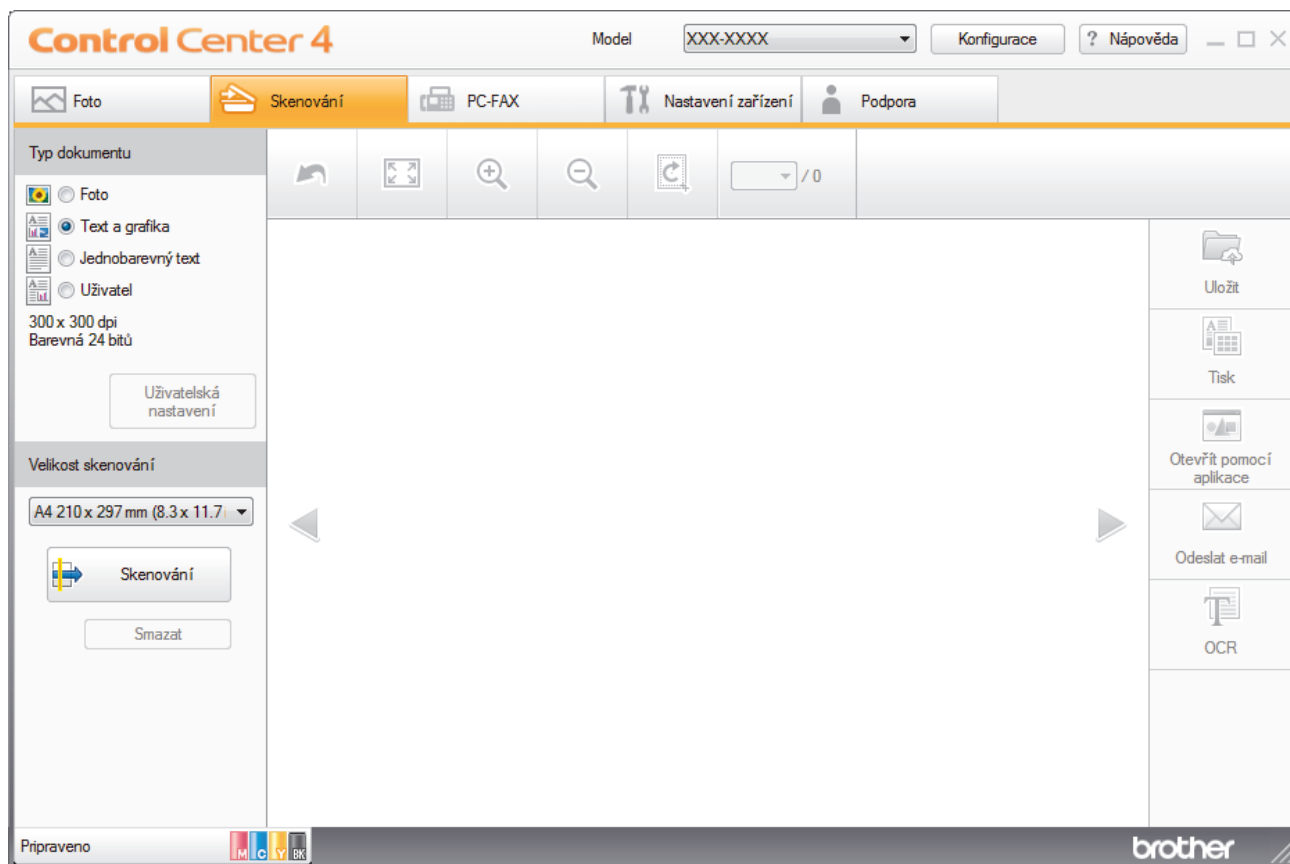 Control Center 4
Model
XXX-XXXX
Konfigurace
? Nápověda
Foto
Skenování
PC-FAX
Nastavení zařízení
Podpora
Typ dokumentu
Foto
Text a grafika
Jednobarevný text
Uživatel
300 x 300 dpi
Barevná 24 bitů
Uživatelská
nastavení
Velikost skenování
A4 210 x 297 mm (8.3 x 11.7
Skenování
Smazat
/ 0
Uložit
Tisk
Otevřít pomocí
aplikace
Odeslat e-mail
OCR
Pripraveno
M C Y BK
brother